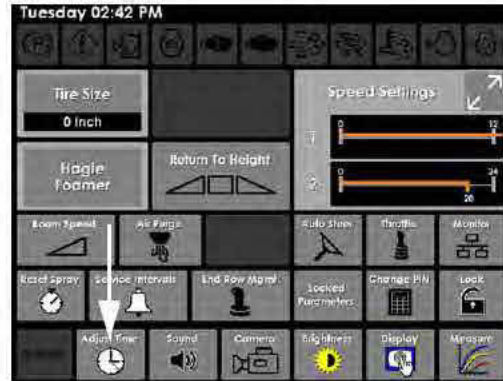 Tuesday 02:42 PM
Tire Size
0 Inch
Speed Settings
1
0
12
Hagie
Foamer
Return To Height
2
0
24
20
Boom Speed
Air Purge
Auto Steer
Throttle
Monitor
Reset Spray
Service Intervals
End Row Mgmt.
Locked
Parameters
Change PIN
Lock
Adjust Time
Sound
Camera
Brightness
Display
Measure